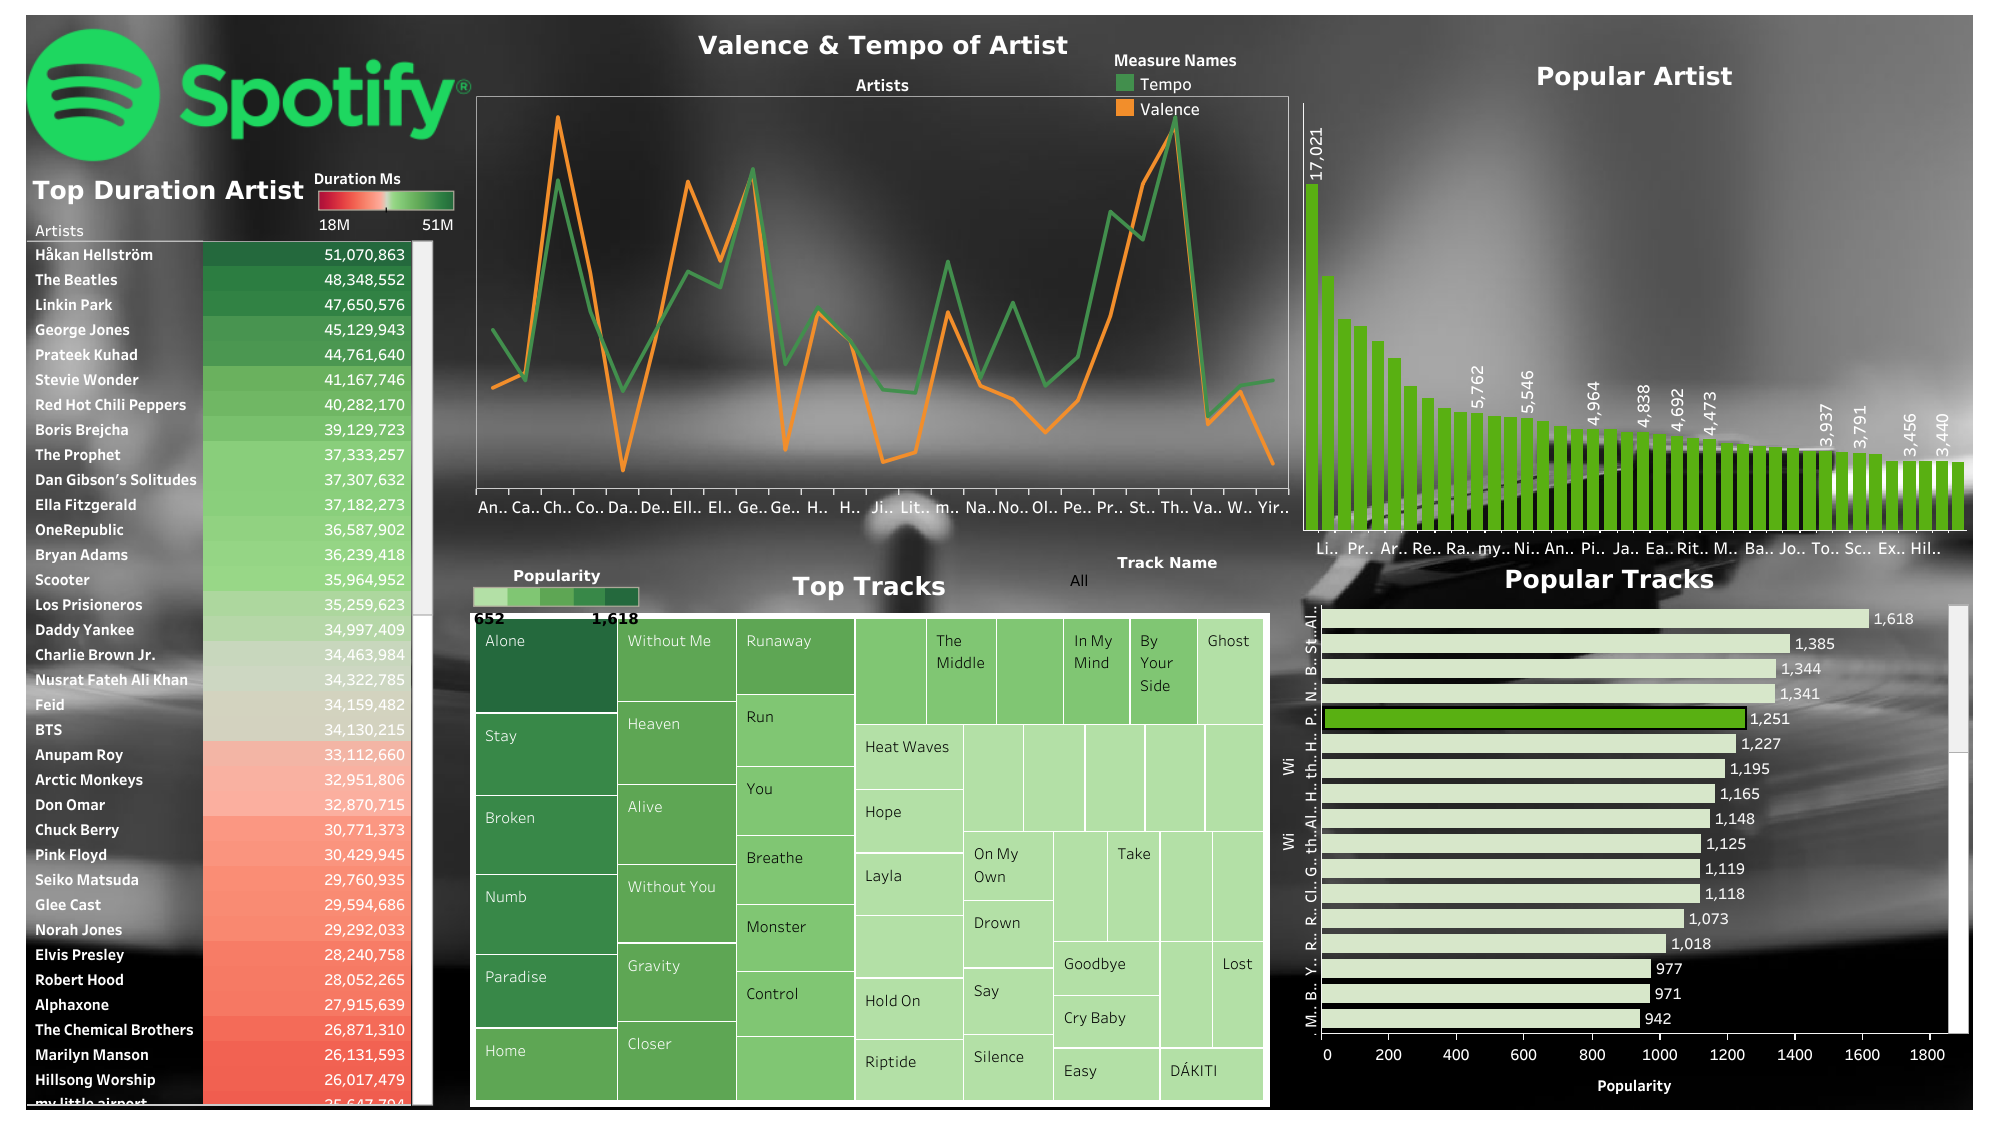 Spotify®
Top Duration Artist
Duration Ms
18M 51M
Artists
Håkan Hellström 51,070,863
The Beatles 48,348,552
Linkin Park 47,650,576
George Jones 45,129,943
Prateek Kuhad 44,761,640
Stevie Wonder 41,167,746
Red Hot Chili Peppers 40,282,170
Boris Brejcha 39,129,723
The Prophet 37,333,257
Dan Gibson’s Solitudes 37,307,632
Ella Fitzgerald 37,182,273
OneRepublic 36,587,902
Bryan Adams 36,239,418
Scooter 35,964,952
Los Prisioneros 35,259,623
Daddy Yankee 34,997,409
Charlie Brown Jr. 34,463,984
Nusrat Fateh Ali Khan 34,322,785
Feid 34,159,482
BTS 34,130,215
Anupam Roy 33,112,660
Arctic Monkeys 32,951,806
Don Omar 32,870,715
Chuck Berry 30,771,373
Pink Floyd 30,429,945
Seiko Matsuda 29,760,935
Glee Cast 29,594,686
Norah Jones 29,292,033
Elvis Presley 28,240,758
Robert Hood 28,052,265
Alphaxone 27,915,639
The Chemical Brothers 26,871,310
Marilyn Manson 26,131,593
Hillsong Worship 26,017,479
my little airport 25,647,794
Valence & Tempo of Artist
Artists
Measure Names
Tempo
Valence
An.. Ca.. Ch.. Co.. Da.. De.. Ell.. El.. Ge.. Ge.. H.. H.. Ji.. Lit.. m.. Na.. No.. Ol.. Pe.. Pr.. St.. Th.. Va.. W.. Yir..
Popular Artist
17,021
5,762
5,546
4,964
4,838
4,692
4,473
3,937
3,791
3,456
3,440
Li.. Pr.. Ar.. Re.. Ra.. my.. Ni.. An.. Pi.. Ja.. Ea.. Rit.. M.. Ba.. Jo.. To.. Sc.. Ex.. Hil..
Popularity
652 1,618
Top Tracks
Track Name
All
Alone
Stay
Broken
Numb
Paradise
Home
Without Me
Heaven
Alive
Without You
Gravity
Closer
Runaway
Run
You
Breathe
Monster
Control
The
Middle
In My
Mind
By
Your
Side
Ghost
Heat Waves
Hope
Layla
Hold On
Riptide
On My
Own
Drown
Say
Silence
Take
Goodbye
Cry Baby
Easy
Lost
DÁKITI
Popular Tracks
Al.. 1,618
St.. 1,385
B.. 1,344
N.. 1,341
P.. 1,251
H.. 1,227
Wi th.. 1,195
H.. 1,165
Al.. 1,148
Wi th.. 1,125
G.. 1,119
Cl.. 1,118
R.. 1,073
R.. 1,018
Y.. 977
B.. 971
M.. 942
0 200 400 600 800 1000 1200 1400 1600 1800
Popularity